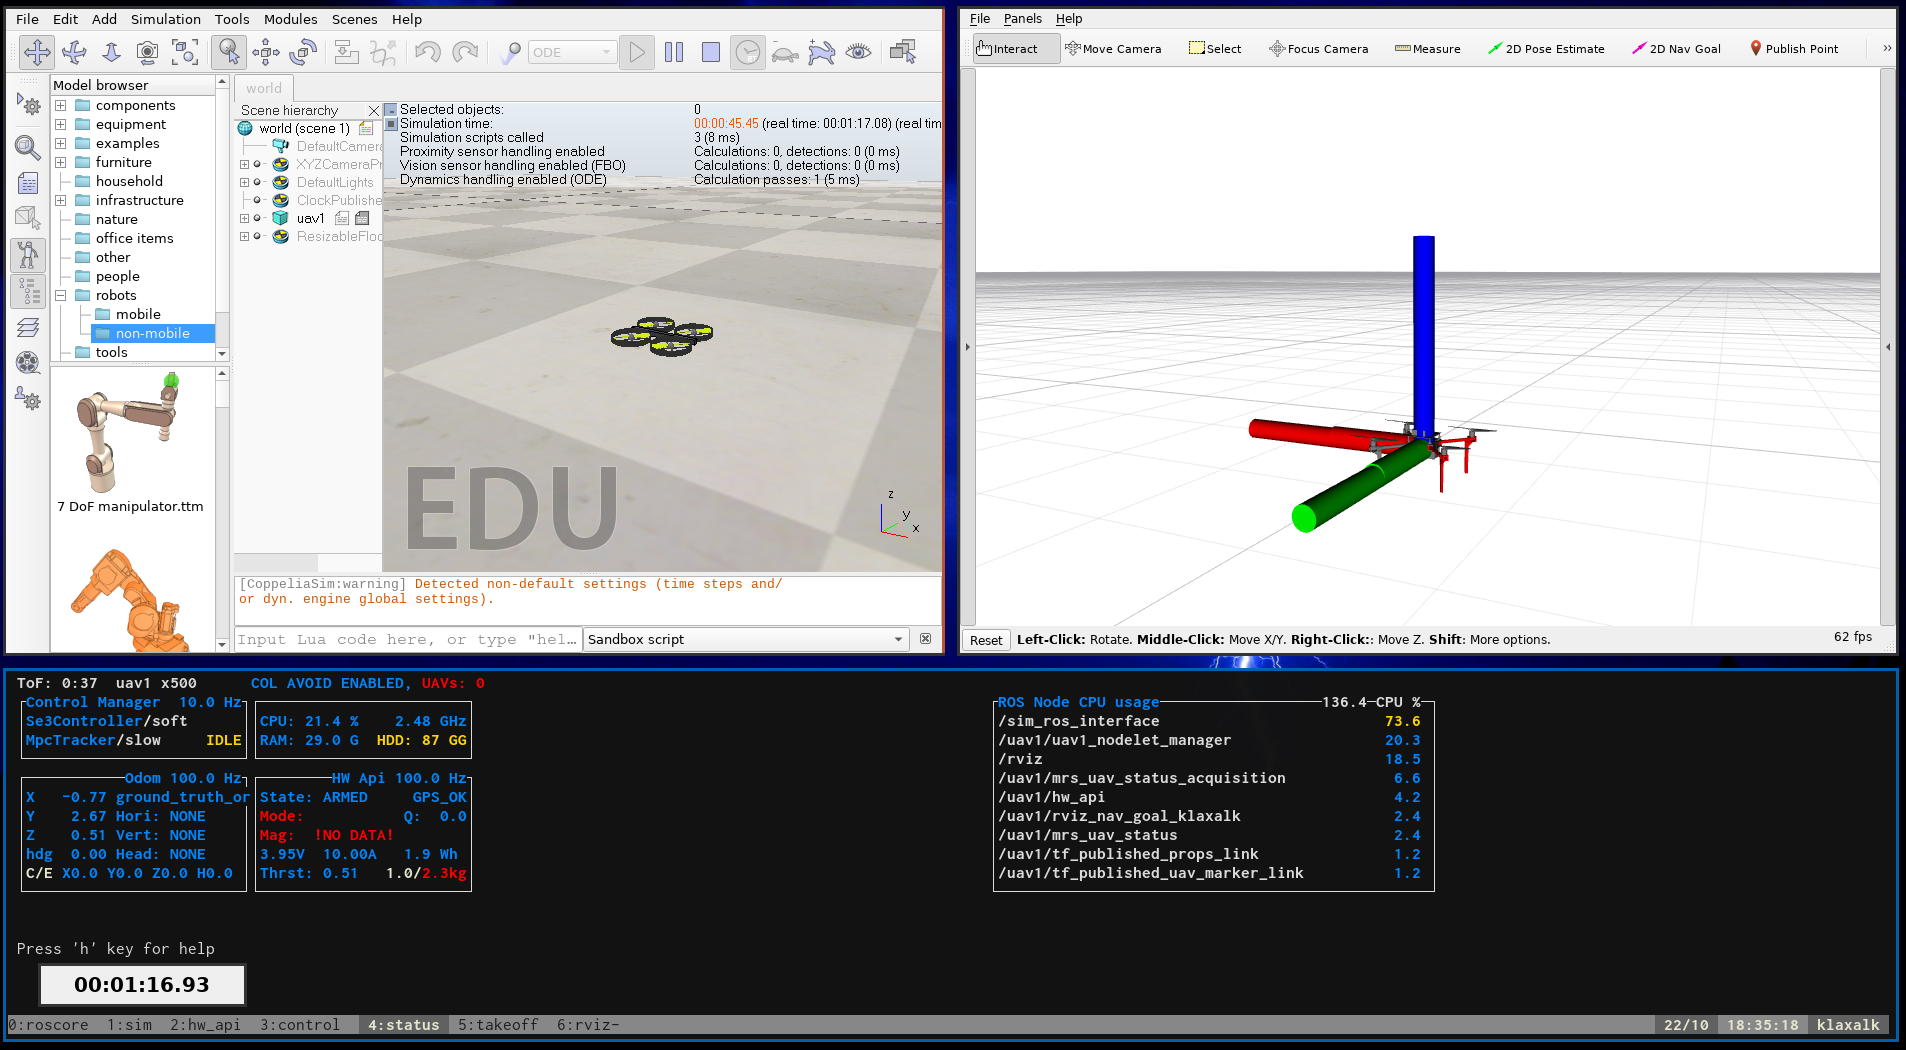 File Edit Add Simulation Tools Modules Scenes Help
ODE
Model browser
components
equipment
examples
furniture
household
infrastructure
nature
office items
other
people
robots
mobile
non-mobile
tools
7 DoF manipulator.ttm
world
Scene hierarchy
world (scene 1)
DefaultCamera
XYZCameraPr
DefaultLights
ClockPublishe
uav1
ResizableFloo
Selected objects: 0
Simulation time: 00:00:45.45 (real time: 00:01:17.08) (real tim
Simulation scripts called 3 (8 ms)
Proximity sensor handling enabled Calculations: 0, detections: 0 (0 ms)
Vision sensor handling enabled (FBO) Calculations: 0, detections: 0 (0 ms)
Dynamics handling enabled (ODE) Calculation passes: 1 (5 ms)
EDU
z
y
x
[CoppeliaSim:warning] Detected non-default settings (time steps and/
or dyn. engine global settings).
Input Lua code here, or type "hel... Sandbox script
File Panels Help
Interact Move Camera Select Focus Camera Measure 2D Pose Estimate 2D Nav Goal Publish Point »
Reset Left-Click: Rotate. Middle-Click: Move X/Y. Right-Click:: Move Z. Shift: More options. 62 fps
ToF: 0:37 uav1 x500 COL AVOID ENABLED, UAVs: 0
Control Manager 10.0 Hz
Se3Controller/soft
MpcTracker/slow IDLE
CPU: 21.4 % 2.48 GHz
RAM: 29.0 G HDD: 87 GG
Odom 100.0 Hz
X -0.77 ground_truth_or
Y 2.67 Hori: NONE
Z 0.51 Vert: NONE
hdg 0.00 Head: NONE
C/E X0.0 Y0.0 Z0.0 H0.0
HW Api 100.0 Hz
State: ARMED GPS_OK
Mode: Q: 0.0
Mag: !NO DATA!
3.95V 10.00A 1.9 Wh
Thrst: 0.51 1.0/2.3kg
ROS Node CPU usage 136.4 CPU %
/sim_ros_interface 73.6
/uav1/uav1_nodelet_manager 20.3
/rviz 18.5
/uav1/mrs_uav_status_acquisition 6.6
/uav1/hw_api 4.2
/uav1/rviz_nav_goal_klaxalk 2.4
/uav1/mrs_uav_status 2.4
/uav1/tf_published_props_link 1.2
/uav1/tf_published_uav_marker_link 1.2
Press 'h' key for help
00:01:16.93
0:roscore 1:sim 2:hw_api 3:control 4:status 5:takeoff 6:rviz- 22/10 18:35:18 klaxalk